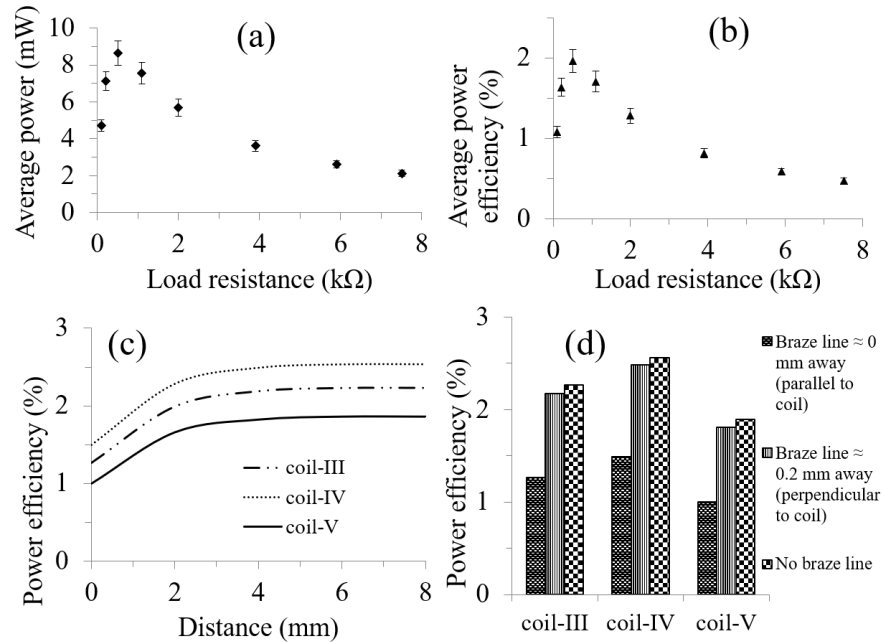 (a)
Average power (mW)
10
8
6
4
2
0
0
2
4
6
8
Load resistance (kΩ)
(b)
Average power
efficiency (%)
2
1
0
0
2
4
6
8
Load resistance (kΩ)
(c)
Power efficiency (%)
3
2
1
0
coil-III
coil-IV
coil-V
0
2
4
6
8
Distance (mm)
(d)
Power efficiency (%)
3
2
1
0
coil-III
coil-IV
coil-V
Braze line ≈ 0
mm away
(parallel to
coil)
Braze line ≈
0.2 mm away
(perpendicular
to coil)
No braze line